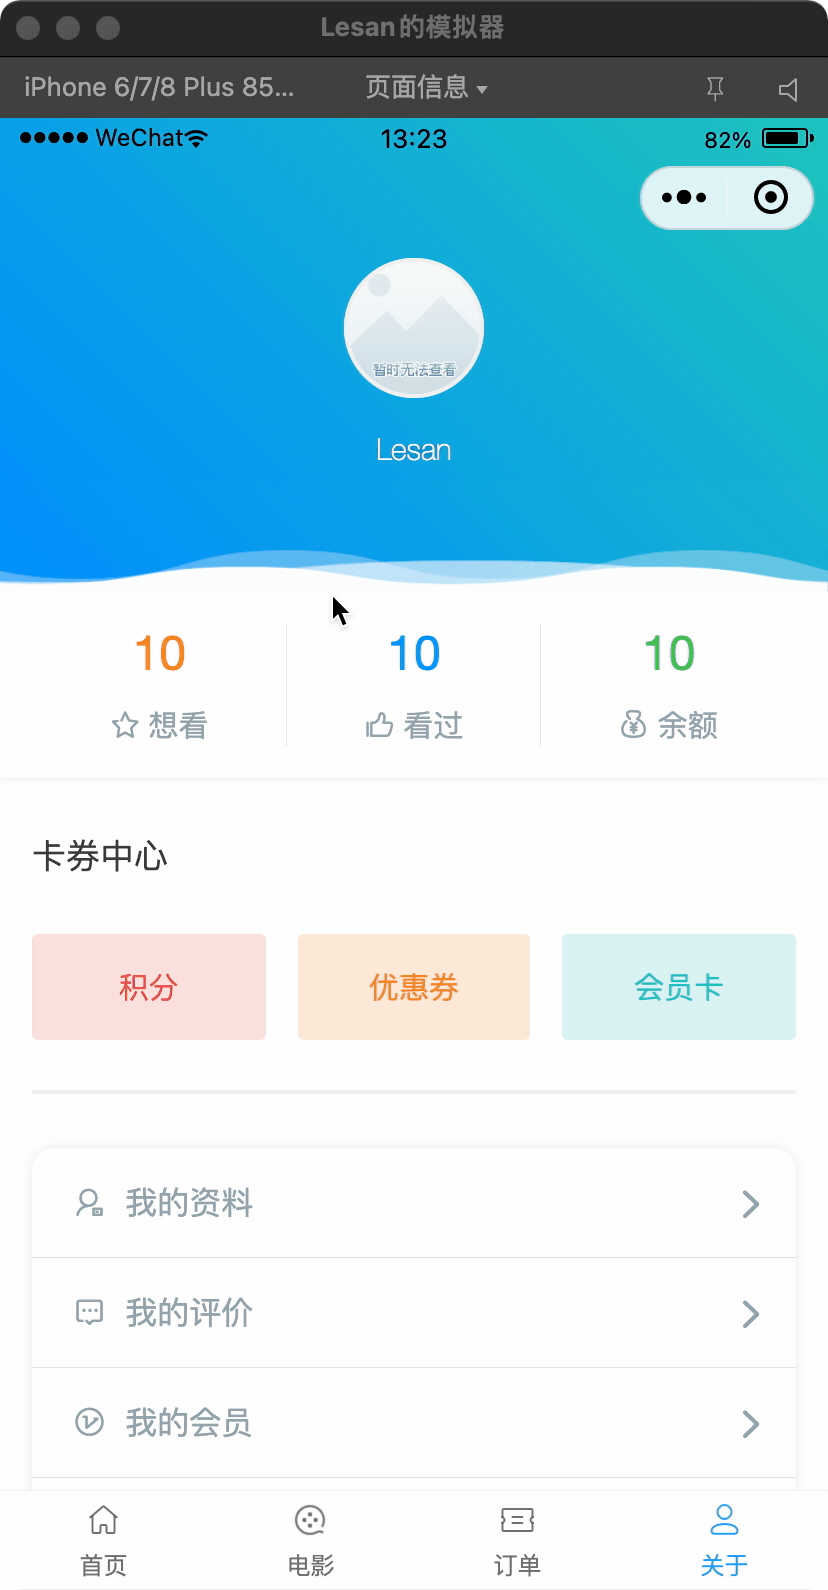 Lesan的模拟器
iPhone 6/7/8 Plus 85... 页面信息
WeChat 13:23 82%
暂时无法查看
Lesan
10 10 10
想看 看过 余额
卡券中心
积分 优惠券 会员卡
我的资料
我的评价
我的会员
首页 电影 订单 关于